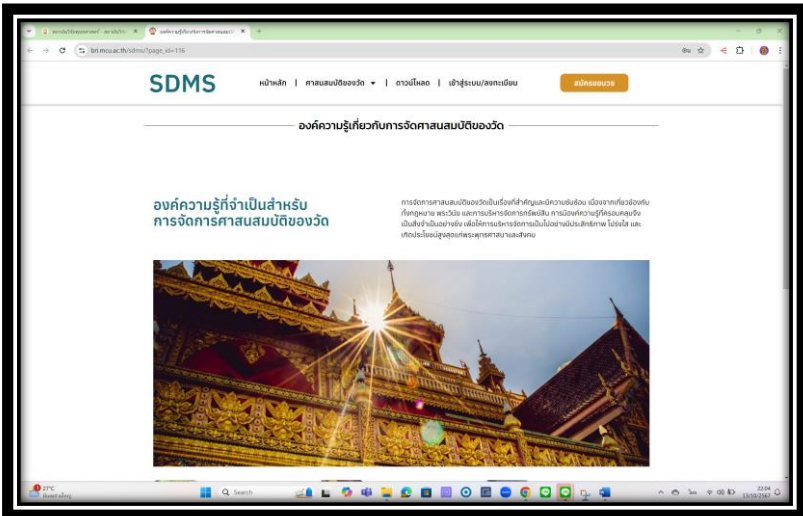 bri.mcu.ac.th/sdms/?page_id=116
SDMS
หน้าหลัก | ศาสนสมบัติของวัด | ดาวน์โหลด | เข้าสู่ระบบ/ลงทะเบียน
สมัครอบนวช
องค์ความรู้เกี่ยวกับการจัดศาสนสมบัติของวัด
องค์ความรู้ที่จำเป็นสำหรับ
การจัดการศาสนสมบัติของวัด
การจัดการศาสนสมบัติของวัดเป็นเรื่องที่สำคัญและมีความซับซ้อน เนื่องจากเกี่ยวข้องกับ
ทั้งกฎหมาย พระวินัย และการบริหารจัดการทรัพย์สิน การมีองค์ความรู้ที่ครอบคลุมจึง
เป็นสิ่งจำเป็นอย่างยิ่ง เพื่อให้การบริหารจัดการเป็นไปอย่างมีประสิทธิภาพ โปร่งใส และ
เกิดประโยชน์สูงสุดแก่พระพุทธศาสนาและสังคม
27°C
Search
ไทย
22:04
13/10/2567